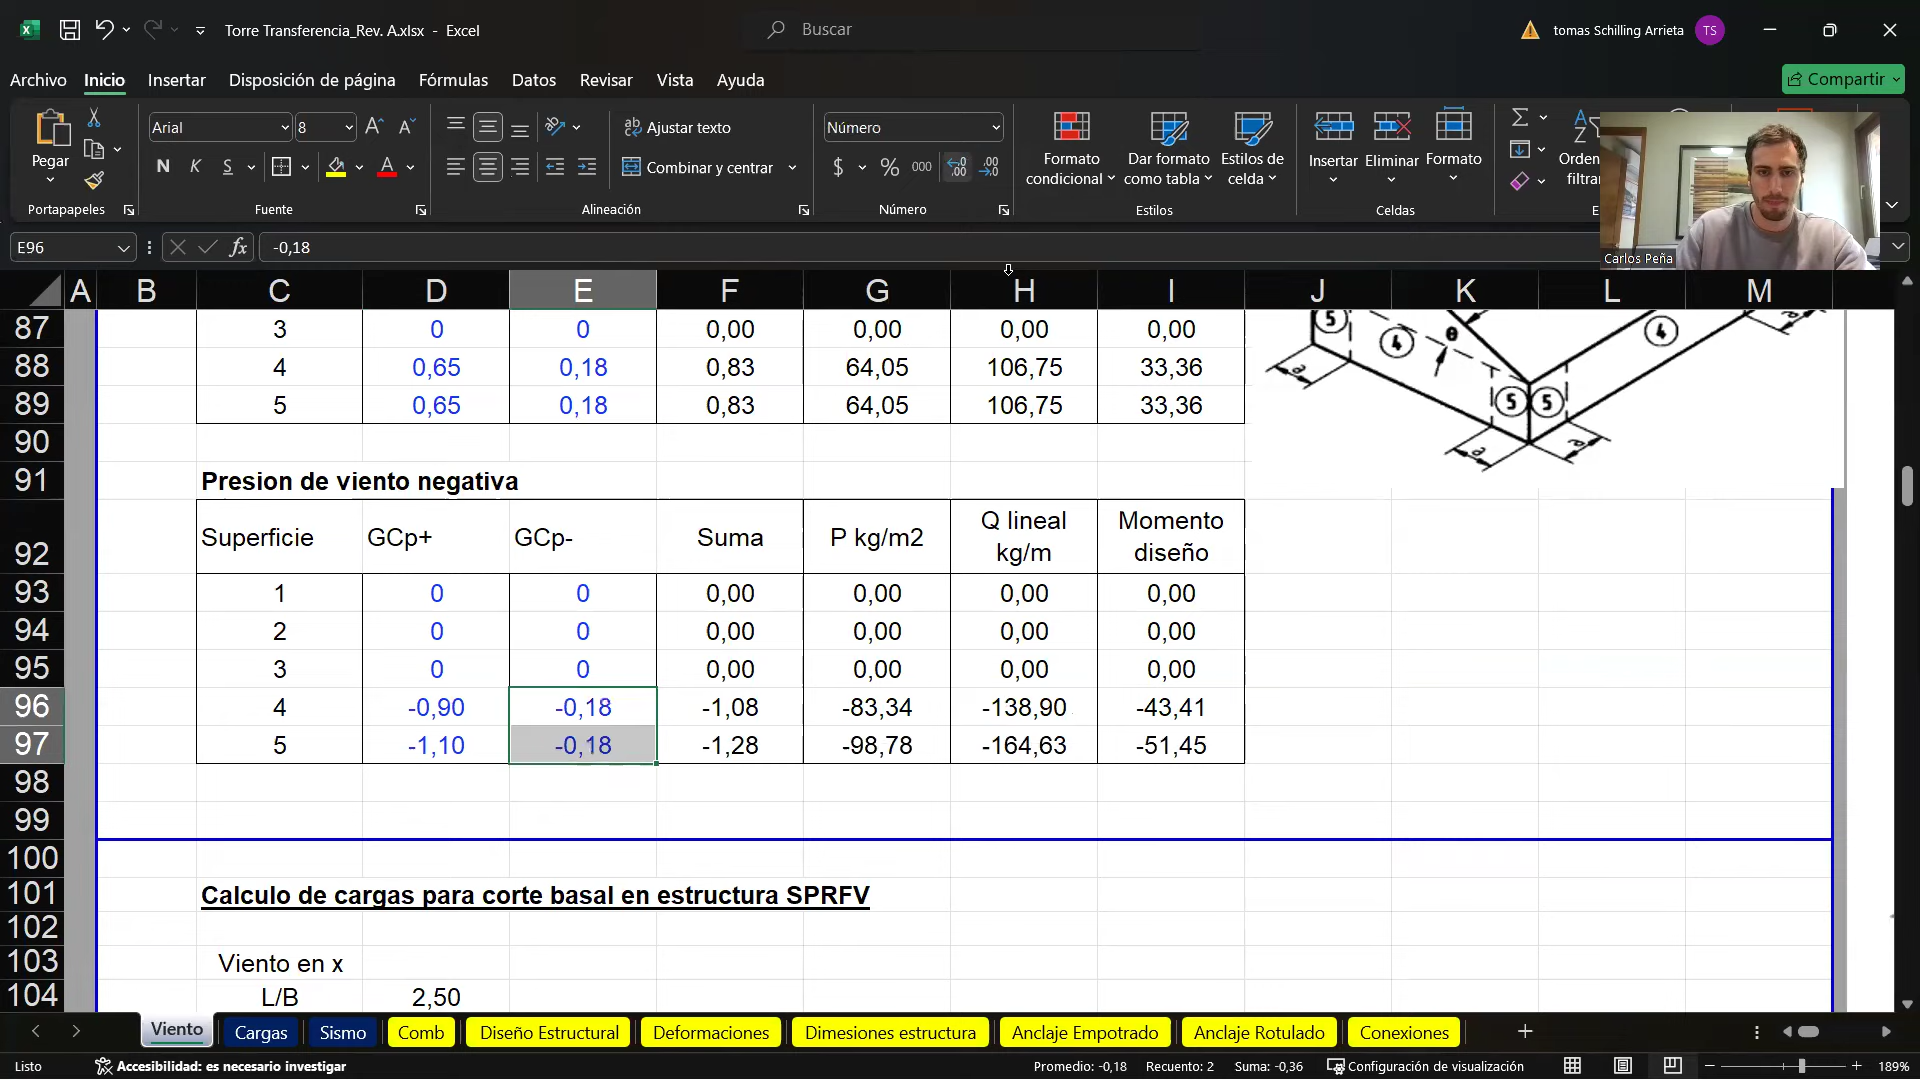 Torre Transferencia_Rev. A.xlsx - Excel
Buscar
tomas Schilling Arrieta
TS
Archivo Inicio Insertar Disposición de página Fórmulas Datos Revisar Vista Ayuda
Compartir
Pegar
Portapapeles
Arial 8
N K S
Fuente
Ajustar texto
Combinar y centrar
Alineación
Número
$ % 000
Número
Formato condicional
Dar formato como tabla
Estilos de celda
Estilos
Insertar Eliminar Formato
Celdas
Carlos Peña
E96 fx -0,18
A B C D E F G H I J K L M
87 3 0 0 0,00 0,00 0,00 0,00
88 4 0,65 0,18 0,83 64,05 106,75 33,36
89 5 0,65 0,18 0,83 64,05 106,75 33,36
5 4 θ 4 5 5 a a a
90
91 Presion de viento negativa
92 Superficie GCp+ GCp- Suma P kg/m2 Q lineal kg/m Momento diseño
93 1 0 0 0,00 0,00 0,00 0,00
94 2 0 0 0,00 0,00 0,00 0,00
95 3 0 0 0,00 0,00 0,00 0,00
96 4 -0,90 -0,18 -1,08 -83,34 -138,90 -43,41
97 5 -1,10 -0,18 -1,28 -98,78 -164,63 -51,45
98
99
100
101 Calculo de cargas para corte basal en estructura SPRFV
102
103 Viento en x
104 L/B 2,50
Viento Cargas Sismo Comb Diseño Estructural Deformaciones Dimesiones estructura Anclaje Empotrado Anclaje Rotulado Conexiones
Listo Accesibilidad: es necesario investigar Promedio: -0,18 Recuento: 2 Suma: -0,36 Configuración de visualización 189%